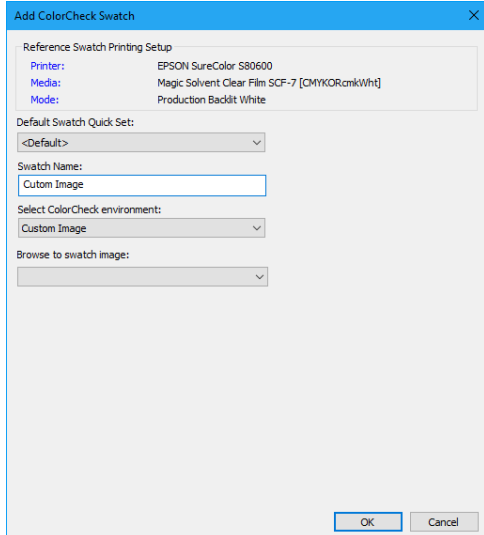 Add ColorCheck Swatch
Reference Swatch Printing Setup
Printer: EPSON SureColor S80600
Media: Magic Solvent Clear Film SCF-7 [CMYKORcmkWht]
Mode: Production Backlit White
Default Swatch Quick Set:
<Default>
Swatch Name:
Cutom Image
Select ColorCheck environment:
Custom Image
Browse to swatch image:
OK Cancel